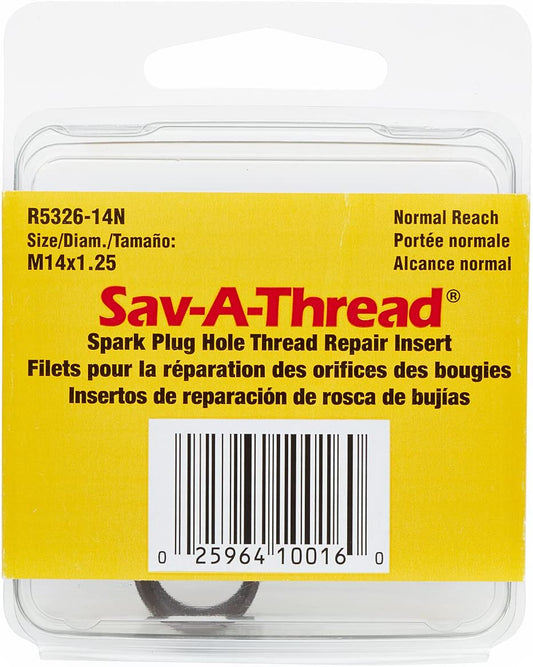 R5326-14N
Size/Diam./Tamaño:
M14x1.25
Normal Reach
Portée normale
Alcance normal
Sav-A-Thread®
Spark Plug Hole Thread Repair Insert
Filets pour la réparation des orifices des bougies
Insertos de reparación de rosca de bujías
0 25964 10016 0